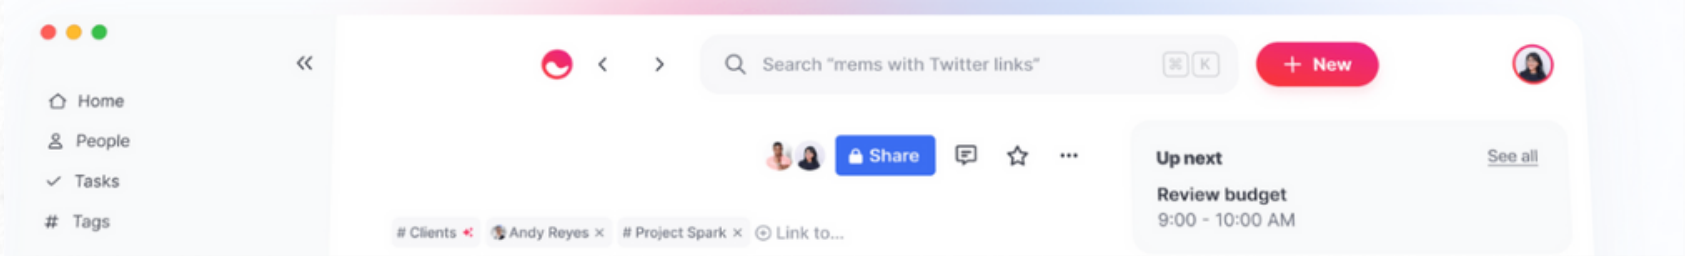 Home
People
Tasks
# Tags
Search "mems with Twitter links"
⌘ K
+ New
Share
...
# Clients
Andy Reyes ×
# Project Spark ×
Link to...
Up next
See all
Review budget
9:00 - 10:00 AM